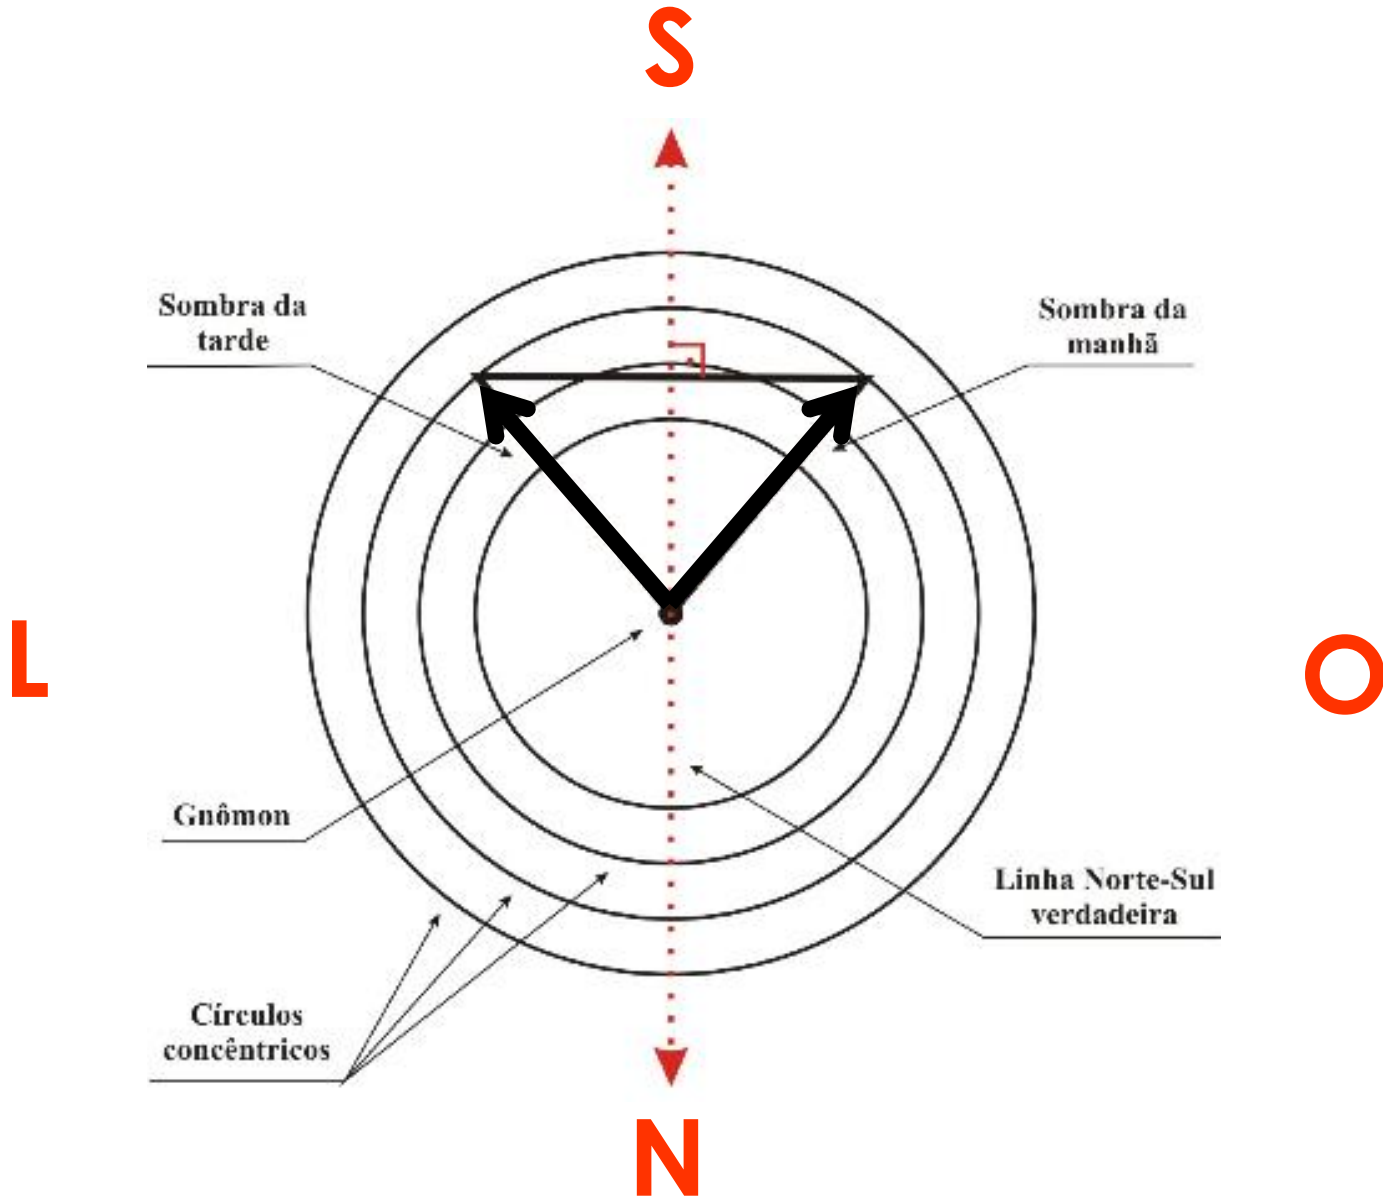 S
Sombra da
tarde
Sombra da
manhã
L
O
Gnômon
Linha Norte-Sul
verdadeira
Círculos
concêntricos
N